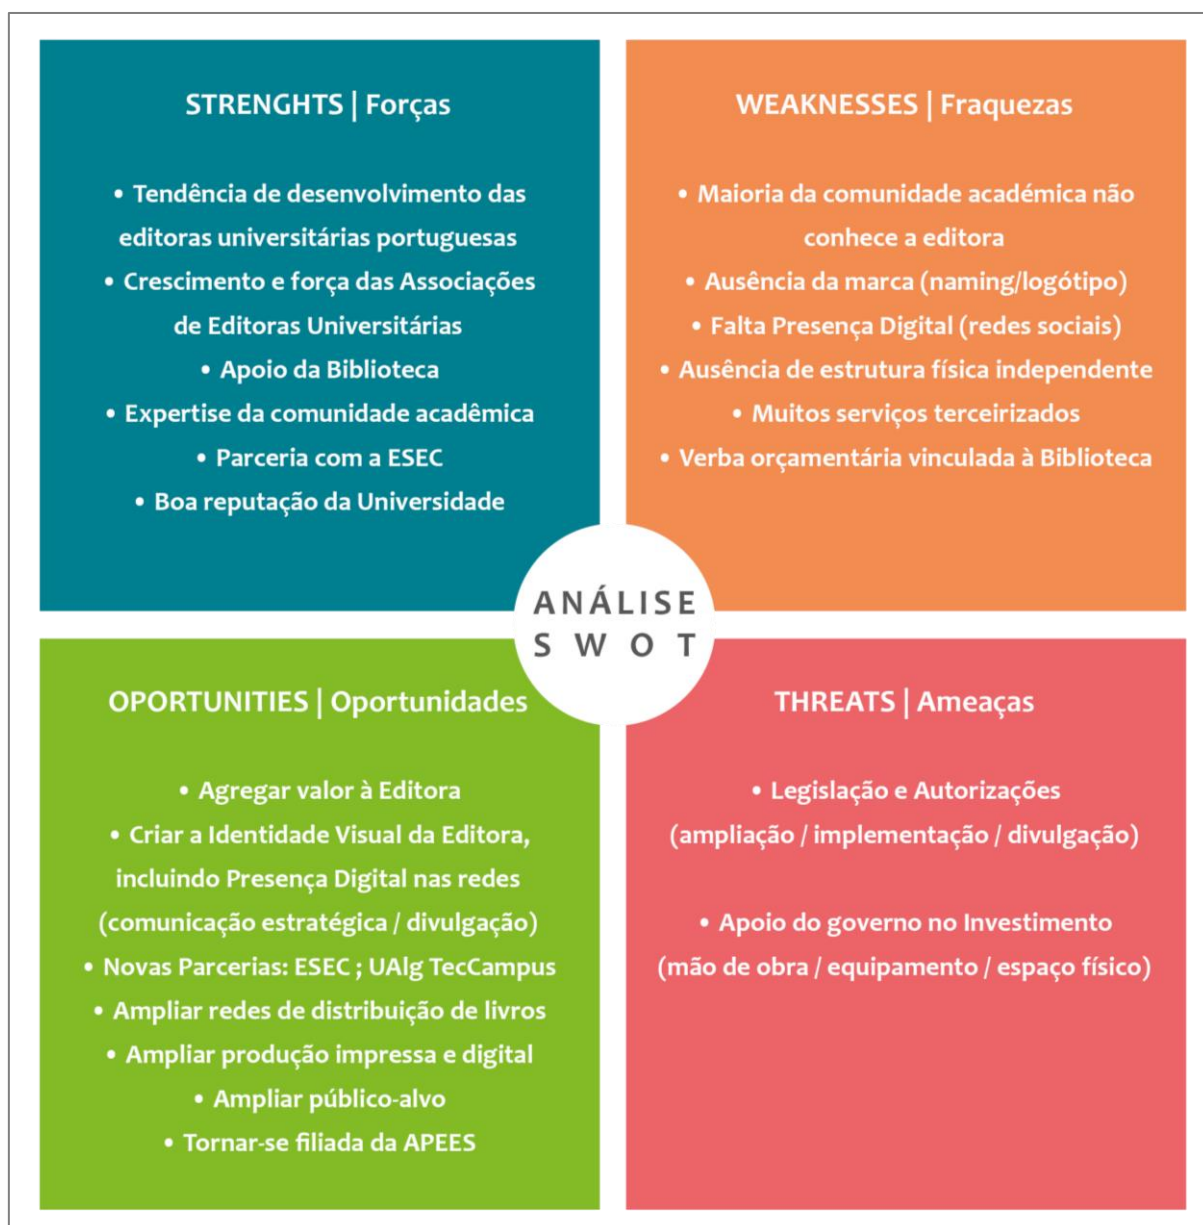 STRENGHTS | Forças
• Tendência de desenvolvimento das
editoras universitárias portuguesas
• Crescimento e força das Associações
de Editoras Universitárias
• Apoio da Biblioteca
• Expertise da comunidade acadêmica
• Parceria com a ESEC
• Boa reputação da Universidade
WEAKNESSES | Fraquezas
• Maioria da comunidade académica não
conhece a editora
• Ausência da marca (naming/logótipo)
• Falta Presença Digital (redes sociais)
• Ausência de estrutura física independente
• Muitos serviços terceirizados
• Verba orçamentária vinculada à Biblioteca
ANÁLISE
SWOT
OPORTUNITIES | Oportunidades
• Agregar valor à Editora
• Criar a Identidade Visual da Editora,
incluindo Presença Digital nas redes
(comunicação estratégica / divulgação)
• Novas Parcerias: ESEC ; UAlg TecCampus
• Ampliar redes de distribuição de livros
• Ampliar produção impressa e digital
• Ampliar público-alvo
• Tornar-se filiada da APEES
THREATS | Ameaças
• Legislação e Autorizações
(ampliação / implementação / divulgação)
• Apoio do governo no Investimento
(mão de obra / equipamento / espaço físico)